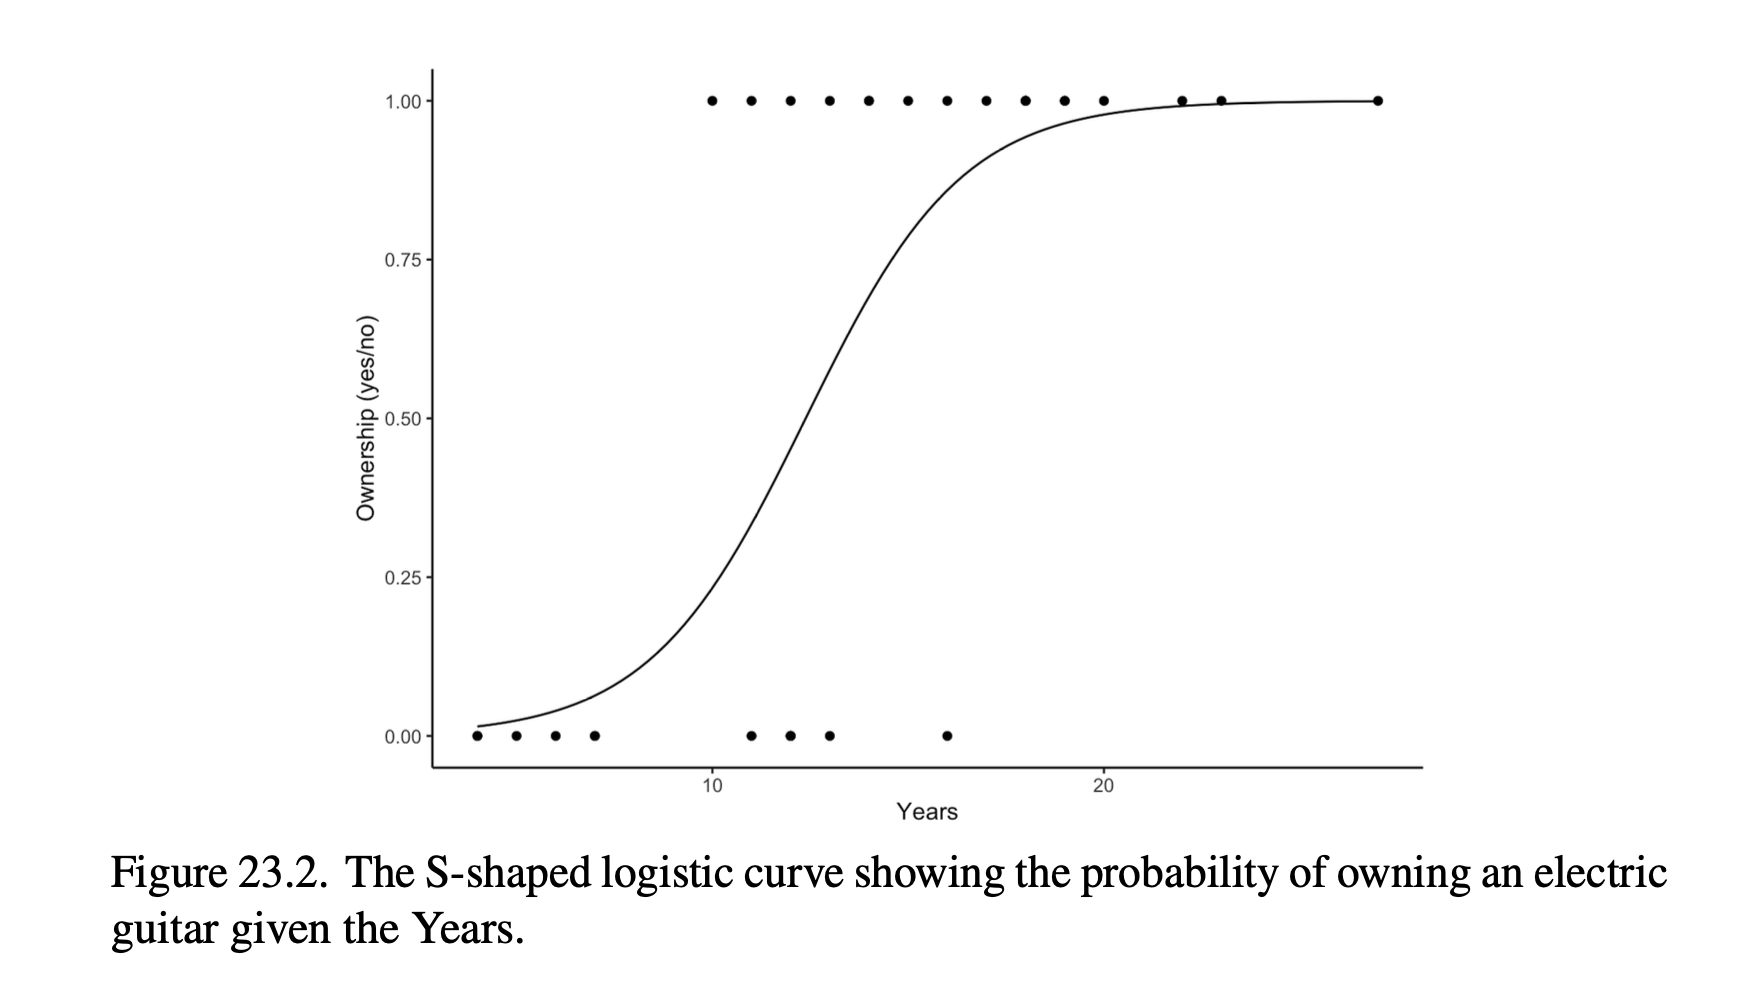 1.00
0.75
0.50
0.25
0.00
Ownership (yes/no)
10
20
Years
Figure 23.2. The S-shaped logistic curve showing the probability of owning an electric
guitar given the Years.